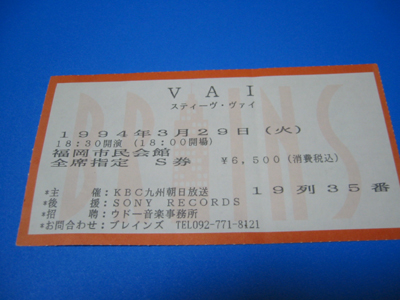 VAI
スティーヴ・ヴァイ
1994年3月29日（火）
18:30開演（18:00開場）
福岡市民会館
全席指定 S券 ￥6,500（消費税込）
19列35番
*主 催：KBC九州朝日放送
*後 援：SONY RECORDS
*招 聘：ウドー音楽事務所
*お問合わせ：ブレインズ TEL092-771-8121
BRAINS